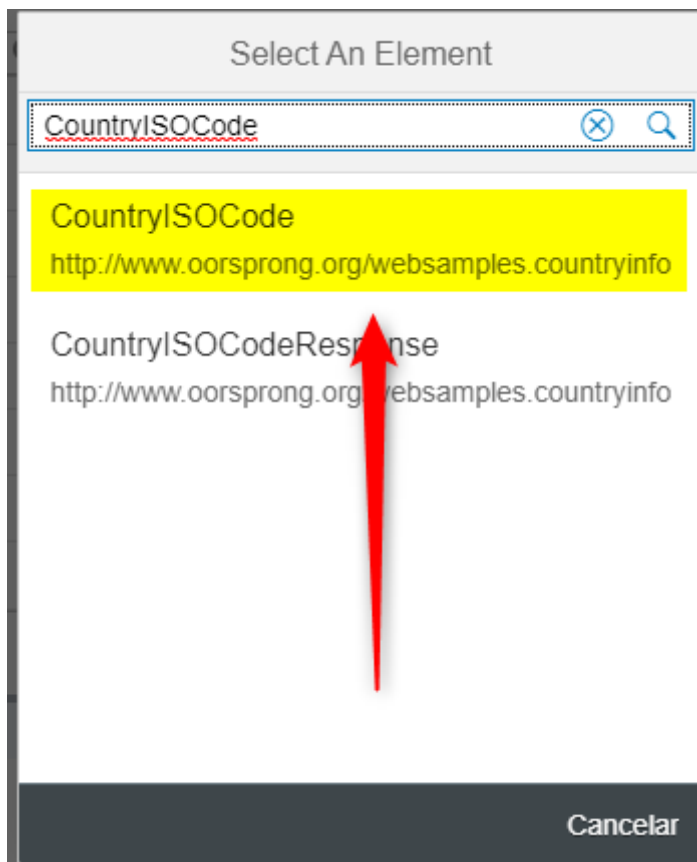 Select An Element
CountryISOCode
CountryISOCode
http://www.oorsprong.org/websamples.countryinfo
CountryISOCodeResponse
http://www.oorsprong.org/websamples.countryinfo
Cancelar